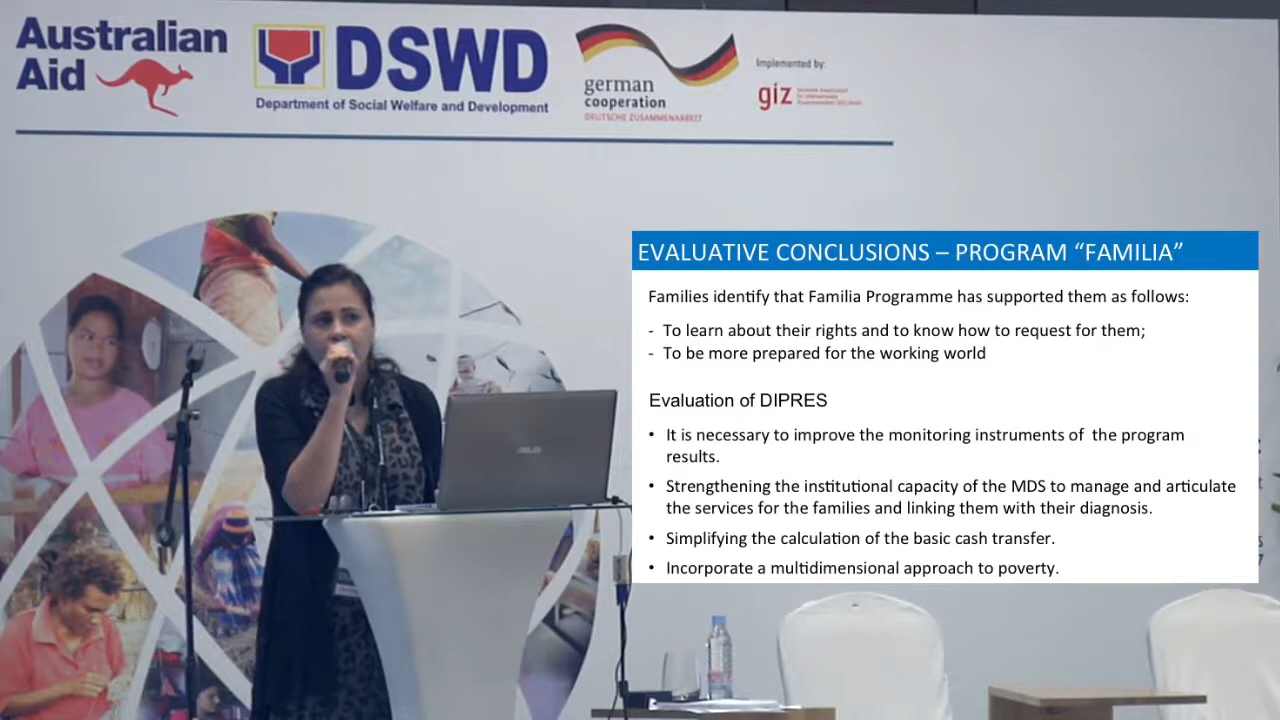 Australian
Aid
DSWD
Department of Social Welfare and Development
german
cooperation
DEUTSCHE ZUSAMMENARBEIT
Implemented by:
giz
EVALUATIVE CONCLUSIONS – PROGRAM “FAMILIA”
Families identify that Familia Programme has supported them as follows:
- To learn about their rights and to know how to request for them;
- To be more prepared for the working world
Evaluation of DIPRES
• It is necessary to improve the monitoring instruments of the program
results.
• Strengthening the institutional capacity of the MDS to manage and articulate
the services for the families and linking them with their diagnosis.
• Simplifying the calculation of the basic cash transfer.
• Incorporate a multidimensional approach to poverty.
ASUS